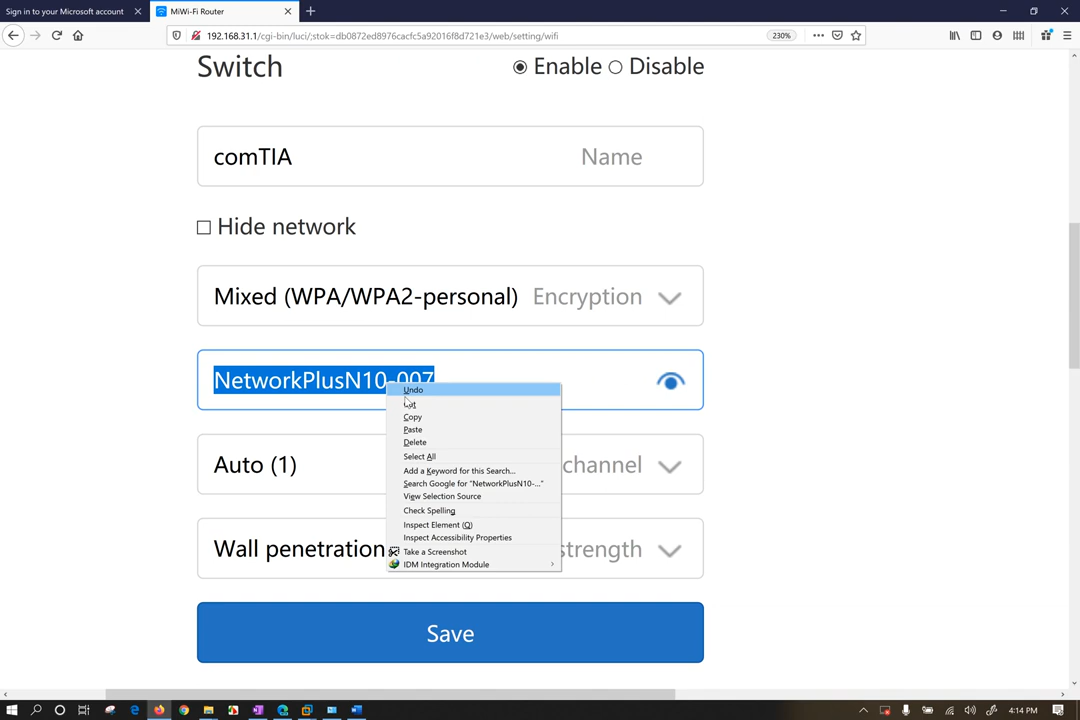 Sign in to your Microsoft account
MiWi-Fi Router
192.168.31.1/cgi-bin/luci/;stok=db0872ed8976cacfc5a92016f8d721e3/web/setting/wifi
230%
Switch
Enable
Disable
comTIA
Name
Hide network
Mixed (WPA/WPA2-personal)
Encryption
NetworkPlusN10-007
Undo
Cut
Copy
Paste
Delete
Select All
Add a Keyword for this Search...
Search Google for "NetworkPlusN10-..."
View Selection Source
Check Spelling
Inspect Element (Q)
Inspect Accessibility Properties
Take a Screenshot
IDM Integration Module
Auto (1)
channel
Wall penetration
strength
Save
4:14 PM